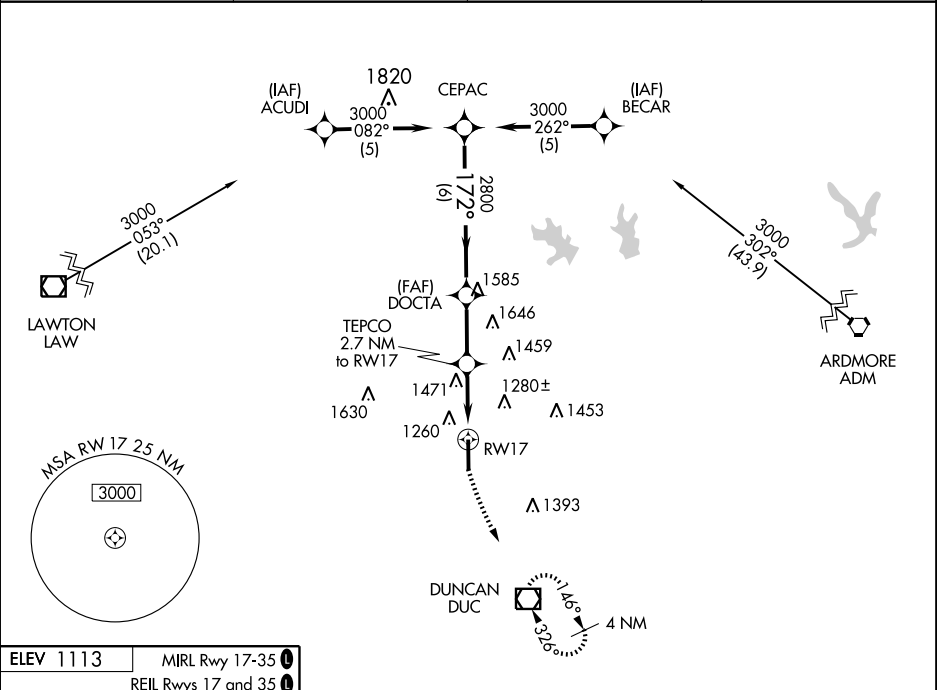 (IAF)
ACUDI
1820
3000
082°
(5)
CEPAC
3000
262°
(5)
(IAF)
BECAR
2800
172°
(6)
3000
053°
(20.1)
LAWTON
LAW
3000
302°
(43.9)
ARDMORE
ADM
(FAF)
DOCTA
1585
1646
TEPCO
2.7 NM
to RW17
1459
1471
1280±
1630
1453
1260
RW17
MSA RW 17 25 NM
3000
1393
DUNCAN
DUC
146°
326°
4 NM
ELEV 1113
MIRL Rwy 17-35 L
REIL Rwys 17 and 35 L